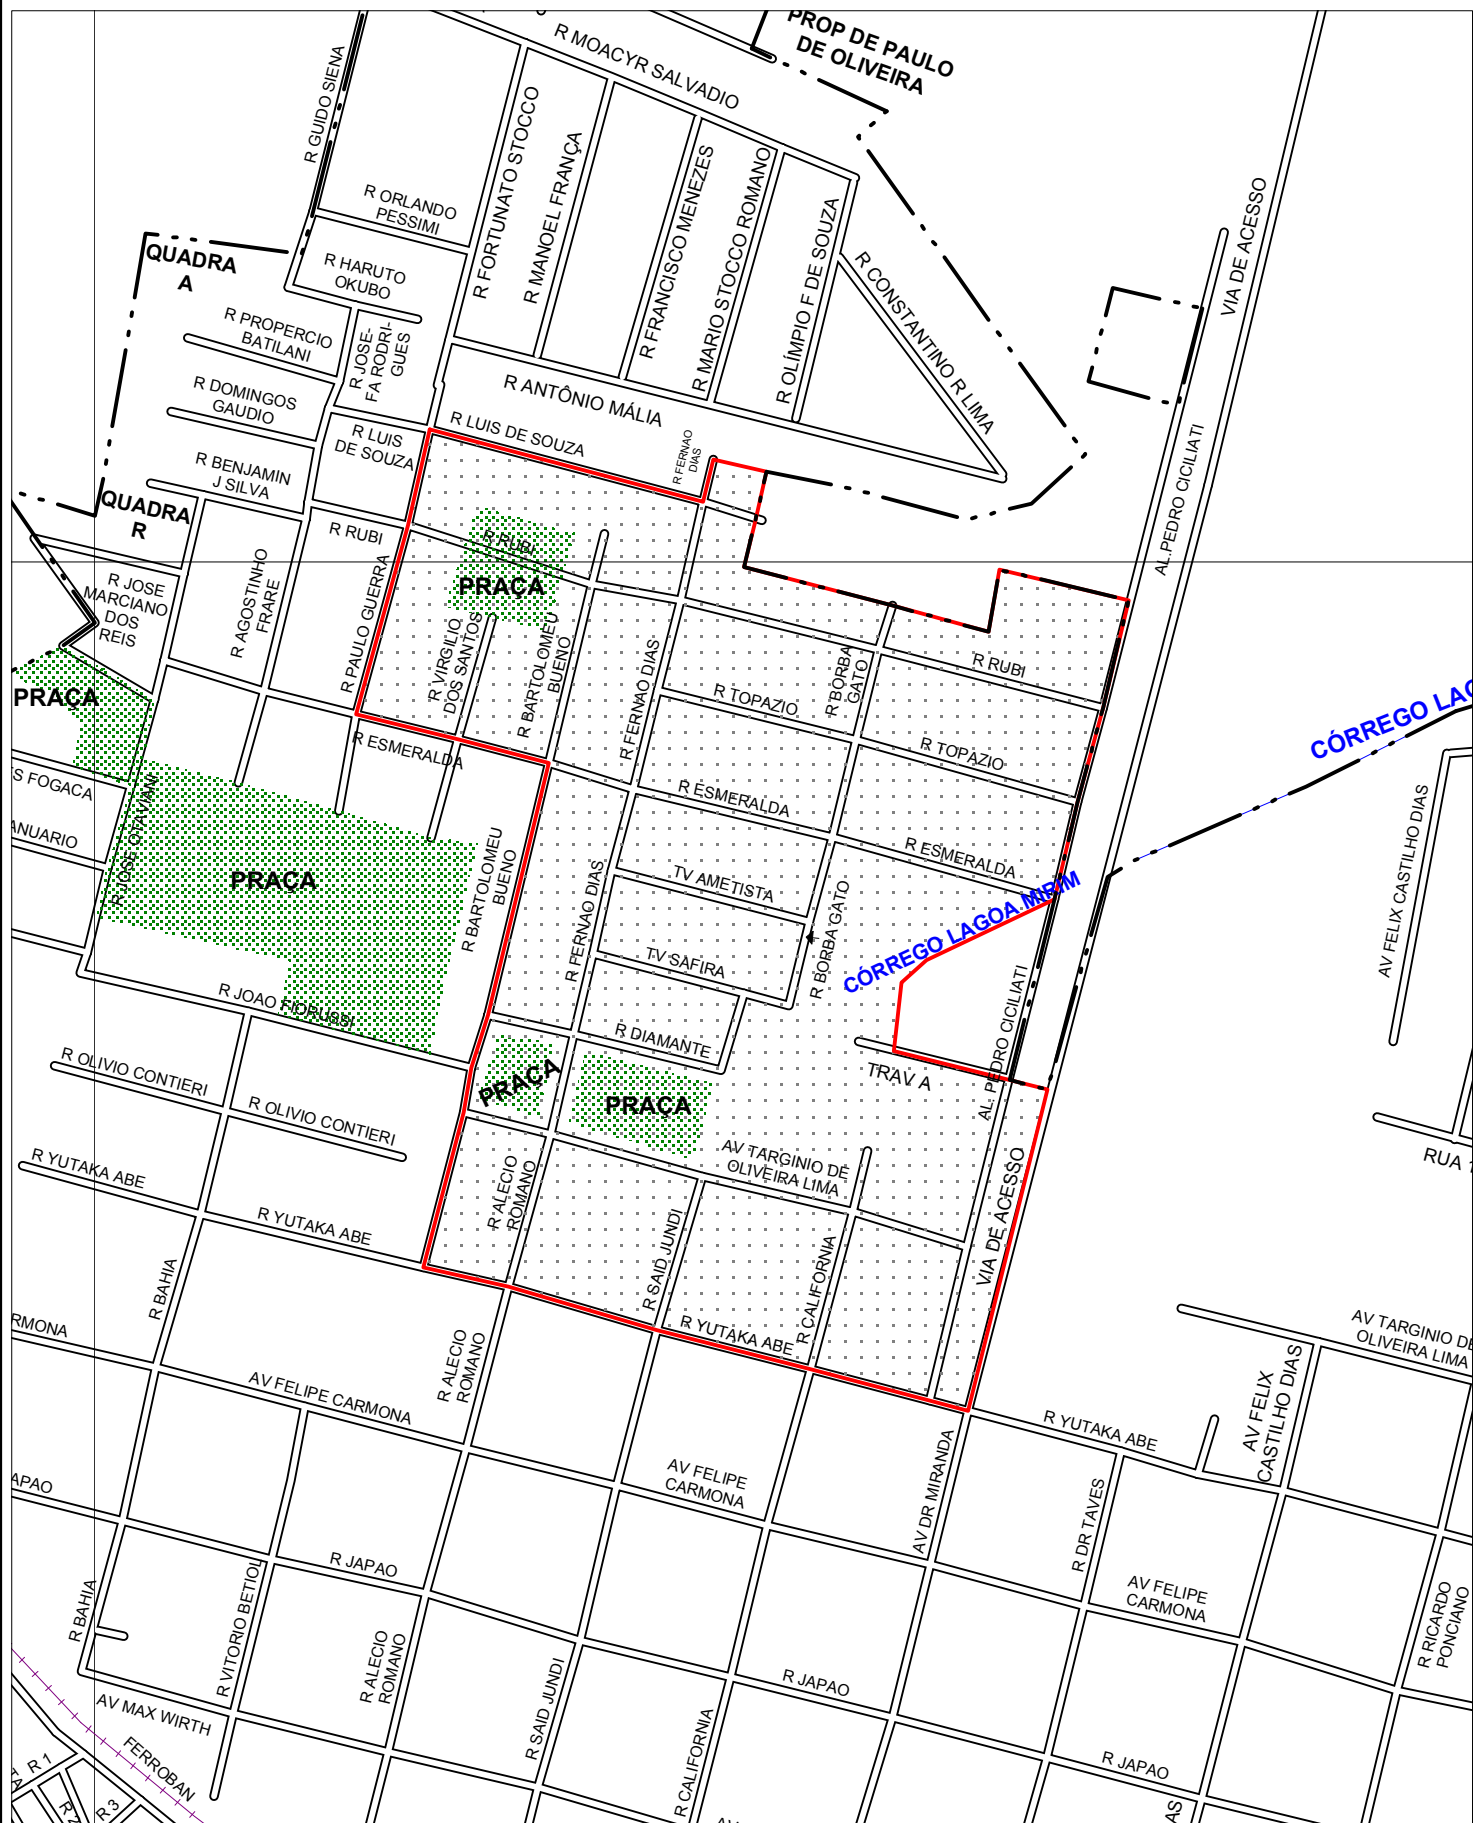 PROP DE PAULO
DE OLIVEIRA
R MOACYR SALVADIO
R GUIDO SIENA
R FORTUNATO STOCCO
R MANOEL FRANÇA
R FRANCISCO MENEZES
R MARIO STOCCO ROMANO
R OLÍMPIO F DE SOUZA
R CONSTANTINO R LIMA
VIA DE ACESSO
R ORLANDO
PESSIMI
QUADRA
A
R HARUTO
OKUBO
R PROPERCIO
BATILANI
R JOSE-
FA RODRI-
GUES
R DOMINGOS
GAUDIO
R ANTÔNIO MÁLIA
R LUIS
DE SOUZA
R LUIS DE SOUZA
R FERNAO
DIAS
AL.PEDRO CICILIATI
R BENJAMIN
J SILVA
QUADRA
R
R RUBI
R RUBI
PRAÇA
R JOSE
MARCIANO
DOS
REIS
R AGOSTINHO
FRARE
R PAULO GUERRA
R VIRGILIO
DOS SANTOS
R BARTOLOMEU
BUENO
R FERNAO DIAS
R BORBA
GATO
R RUBI
PRAÇA
R TOPAZIO
R TOPAZIO
CÓRREGO LAG
R ESMERALDA
R ESMERALDA
R ESMERALDA
S FOGACA
ANUARIO
R JOSE OTAVIANI
PRAÇA
R BARTOLOMEU
BUENO
R FERNAO DIAS
TV AMETISTA
R BORBA GATO
CÓRREGO LAGOA MIRIM
AV FELIX CASTILHO DIAS
TV SAFIRA
R JOAO FIORUSSI
R DIAMANTE
AL. PEDRO CICILIATI
TRAV A
R OLIVIO CONTIERI
R OLIVIO CONTIERI
PRAÇA
PRAÇA
AV TARGINIO DE
OLIVEIRA LIMA
RUA
R YUTAKA ABE
R YUTAKA ABE
R ALECIO
ROMANO
R SAID JUNDI
R CALIFORNIA
VIA DE ACESSO
R BAHIA
RMONA
R YUTAKA ABE
AV TARGINIO DE
OLIVEIRA LIMA
R ALECIO
ROMANO
AV FELIPE CARMONA
AV FELIX
CASTILHO DIAS
R YUTAKA ABE
AV FELIPE
CARMONA
AV DR MIRANDA
R DR TAVES
APAO
R JAPAO
AV FELIPE
CARMONA
R BAHIA
R VITORIO BETIOL
R ALECIO
ROMANO
R SAID JUNDI
R CALIFORNIA
R JAPAO
R RICARDO
PONCIANO
AV MAX WIRTH
FERROBAN
R JAPAO
R 1
R 2
R 3
TA
AS